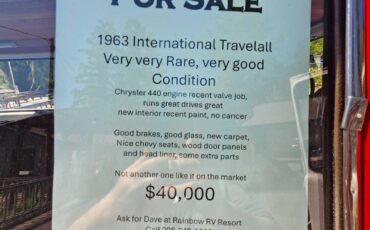 FOR SALE
1963 International Travelall
Very very Rare, very good
Condition
Chrysler 440 engine recent valve job,
runs great drives great
new interior recent paint, no cancer
Good brakes, good glass, new carpet,
Nice chevy seats, wood door panels
and head liner, some extra parts
Not another one like it on the market
$40,000
Ask for Dave at Rainbow RV Resort
Call